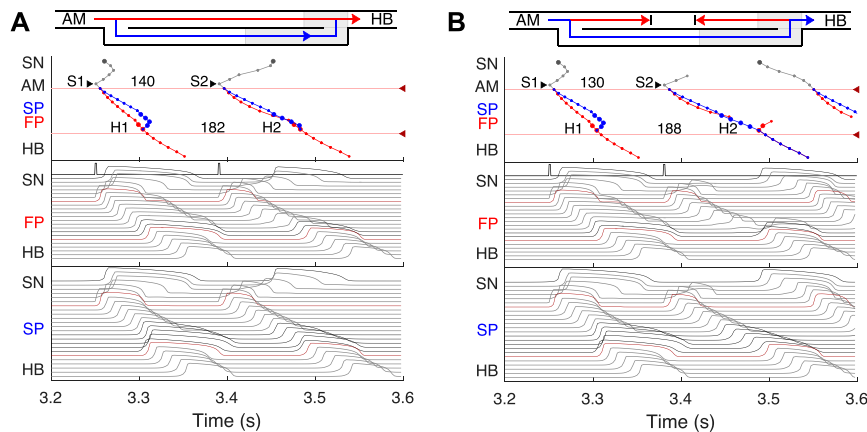 A
AM
HB
SN
AM
SP
FP
HB
S1
140
S2
H1
182
H2
SN
FP
HB
SN
SP
HB
3.2
3.3
3.4
3.5
3.6
Time (s)
B
AM
HB
SN
AM
SP
FP
HB
S1
130
S2
H1
188
H2
SN
FP
HB
SN
SP
HB
3.2
3.3
3.4
3.5
3.6
Time (s)